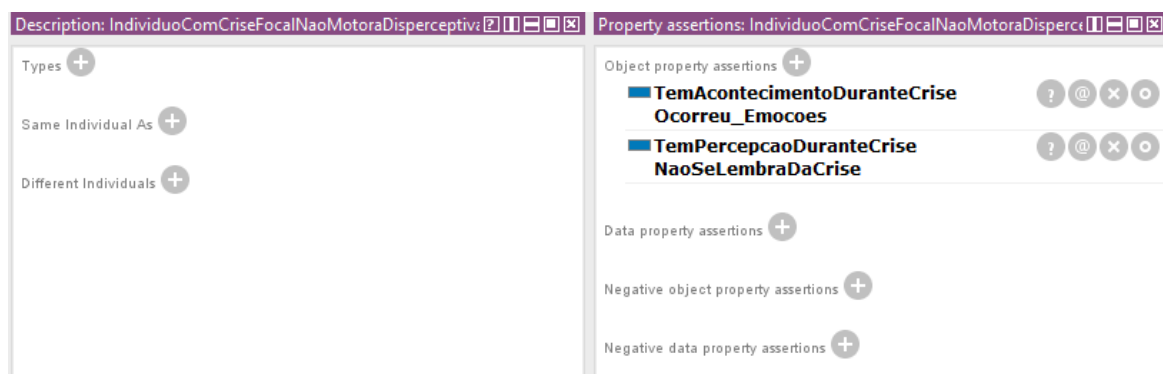 Description: IndividuoComCriseFocalNaoMotoraDisperceptiva
Types
Same Individual As
Different Individuals
Property assertions: IndividuoComCriseFocalNaoMotoraDisperce
Object property assertions
TemAcontecimentoDuranteCrise
Ocorreu_Emocoes
TemPercepcaoDuranteCrise
NaoSeLembraDaCrise
Data property assertions
Negative object property assertions
Negative data property assertions